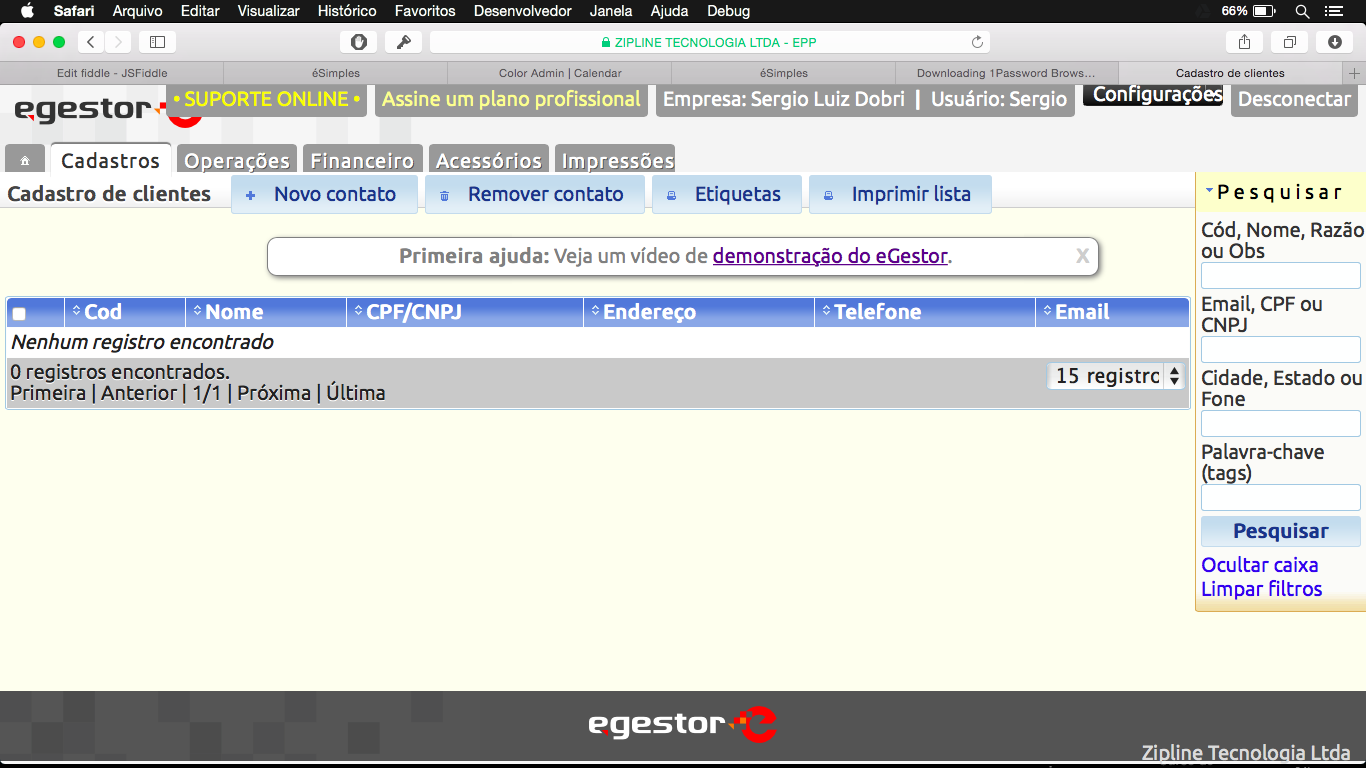 Safari Arquivo Editar Visualizar Histórico Favoritos Desenvolvedor Janela Ajuda Debug 66%
ZIPLINE TECNOLOGIA LTDA - EPP
Edit fiddle - JSFiddle éSimples Color Admin | Calendar éSimples Downloading 1Password Brows... Cadastro de clientes
egestor
• SUPORTE ONLINE • Assine um plano profissional Empresa: Sergio Luiz Dobri | Usuário: Sergio Configurações Desconectar
Cadastros Operações Financeiro Acessórios Impressões
Cadastro de clientes Novo contato Remover contato Etiquetas Imprimir lista
Primeira ajuda: Veja um vídeo de demonstração do eGestor. X
Cod Nome CPF/CNPJ Endereço Telefone Email
Nenhum registro encontrado
0 registros encontrados.
Primeira | Anterior | 1/1 | Próxima | Última
15 registro
Pesquisar
Cód, Nome, Razão
ou Obs
Email, CPF ou
CNPJ
Cidade, Estado ou
Fone
Palavra-chave
(tags)
Pesquisar
Ocultar caixa
Limpar filtros
egestor
Zipline Tecnologia Ltda